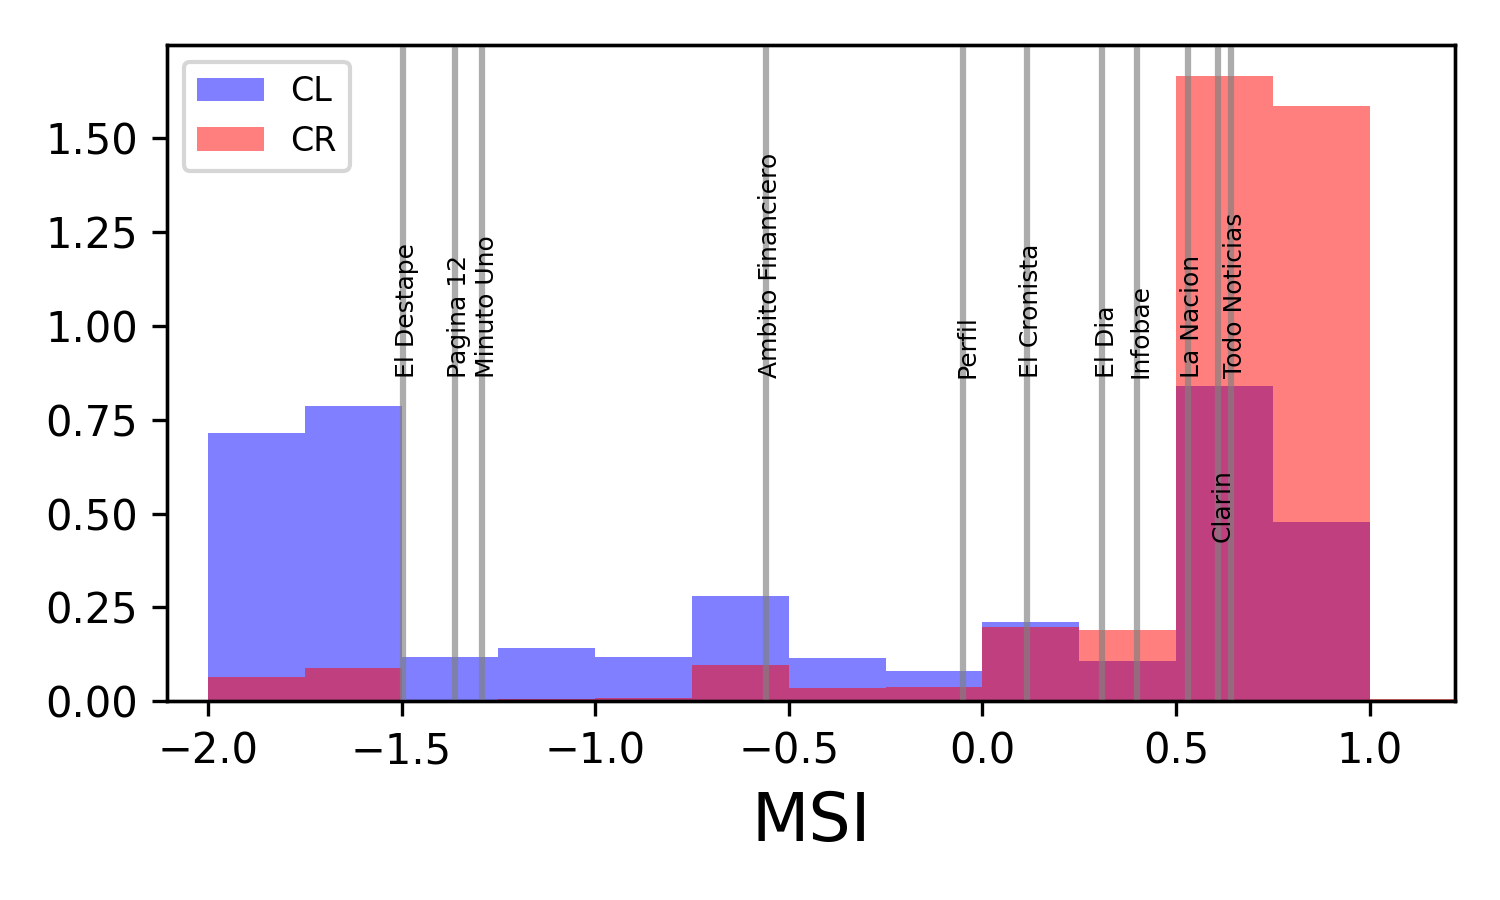 CL
CR
1.50
1.25
1.00
0.75
0.50
0.25
0.00
El Destape
Pagina 12
Minuto Uno
Ambito Financiero
Perfil
El Cronista
El Dia
Infobae
La Nacion
Clarin
Todo Noticias
−2.0 −1.5 −1.0 −0.5 0.0 0.5 1.0
MSI